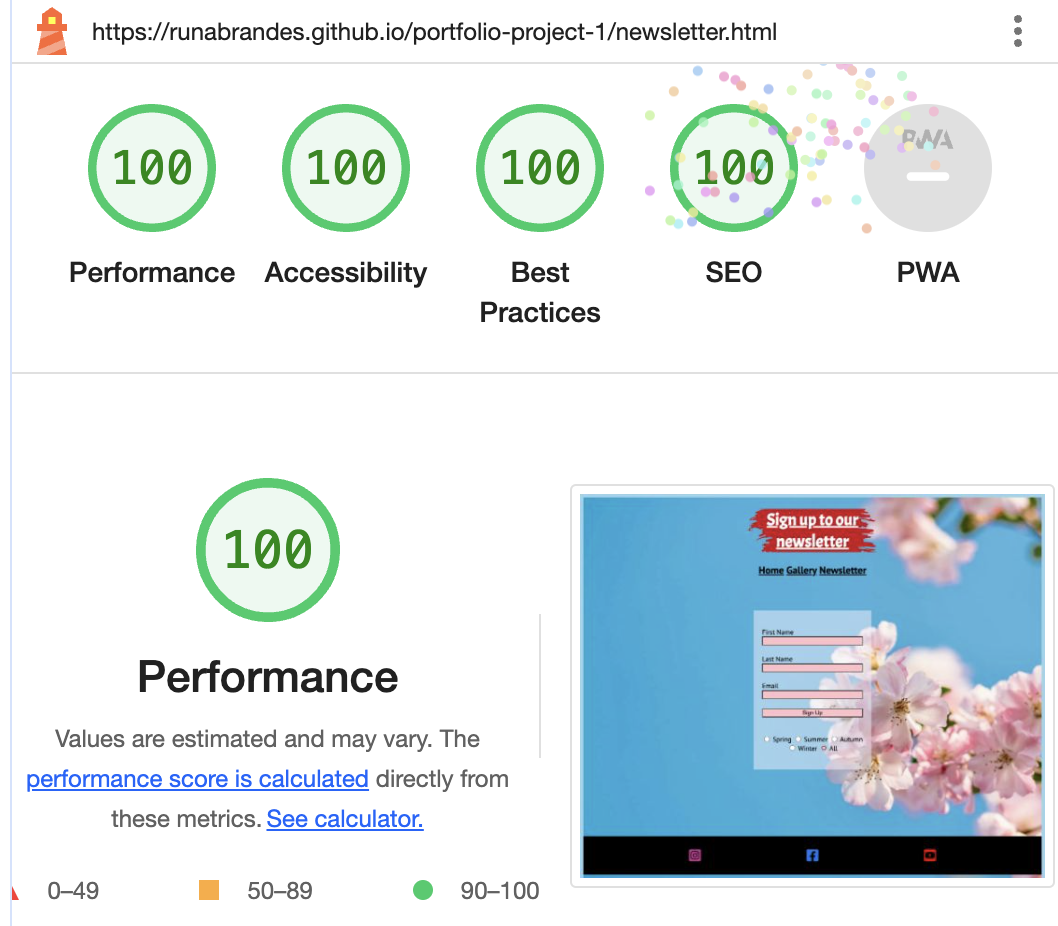 https://runabrandes.github.io/portfolio-project-1/newsletter.html
100
100
100
100
PWA
Performance
Accessibility
Best
Practices
SEO
PWA
100
Performance
Values are estimated and may vary. The
performance score is calculated directly from
these metrics. See calculator.
0–49
50–89
90–100
Sign up to our
newsletter
Home Gallery Newsletter
First Name
Last Name
Email
Sign Up
Spring Summer Autumn
Winter All